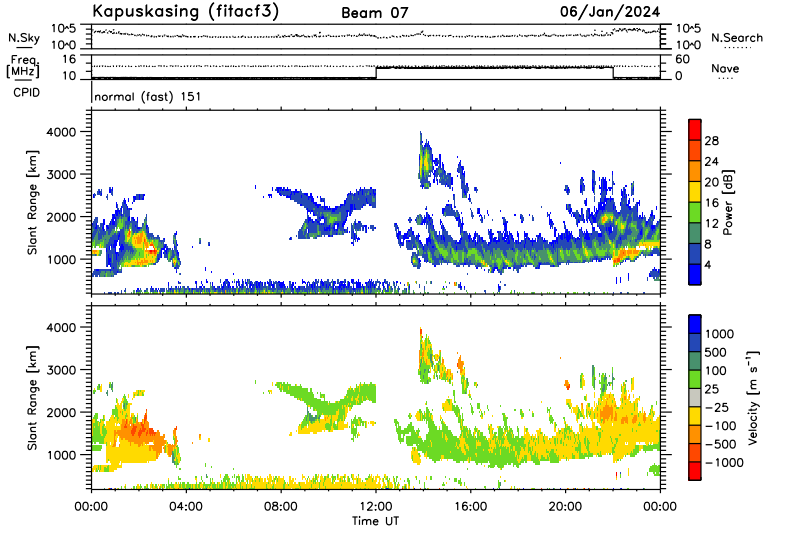 Kapuskasing (fitacf3) Beam 07 06/Jan/2024
N.Sky 10^5 10^0 10^5 10^0 N.Search
Freq. [MHz] 16 10 60 0 Nave
CPID normal (fast) 151
Slant Range [km] 4000 3000 2000 1000
Power [dB] 28 24 20 16 12 8 4
Slant Range [km] 4000 3000 2000 1000
Velocity [m s⁻¹] 1000 500 100 25 −25 −100 −500 −1000
00:00 04:00 08:00 12:00 16:00 20:00 00:00
Time UT